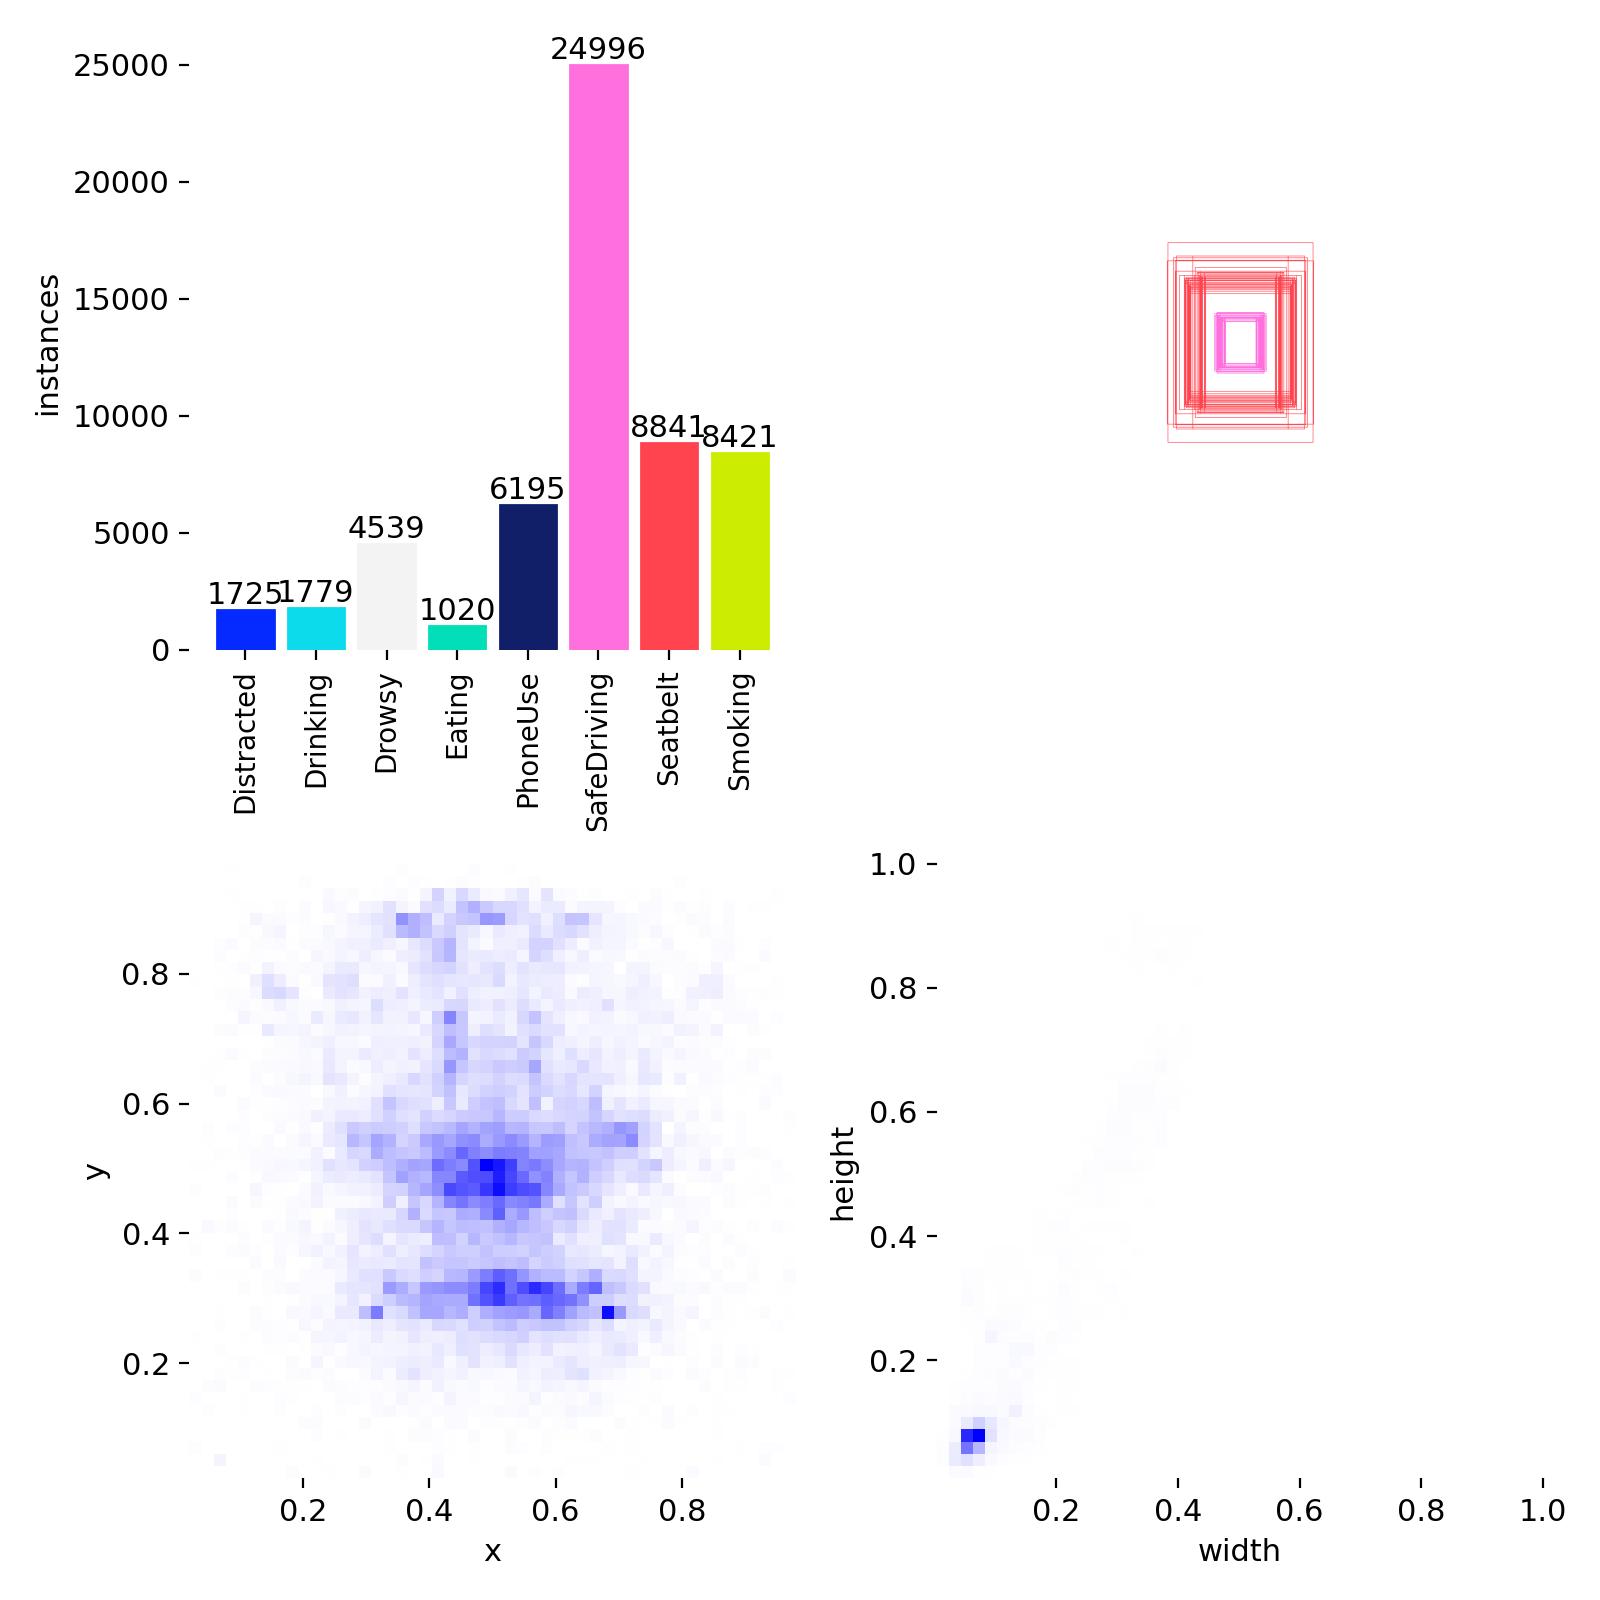 25000
20000
15000
10000
5000
0
instances
1725
1779
4539
1020
6195
24996
8841
8421
Distracted
Drinking
Drowsy
Eating
PhoneUse
SafeDriving
Seatbelt
Smoking
0.8
0.6
0.4
0.2
y
0.2 0.4 0.6 0.8
x
1.0
0.8
0.6
0.4
0.2
height
0.2 0.4 0.6 0.8 1.0
width